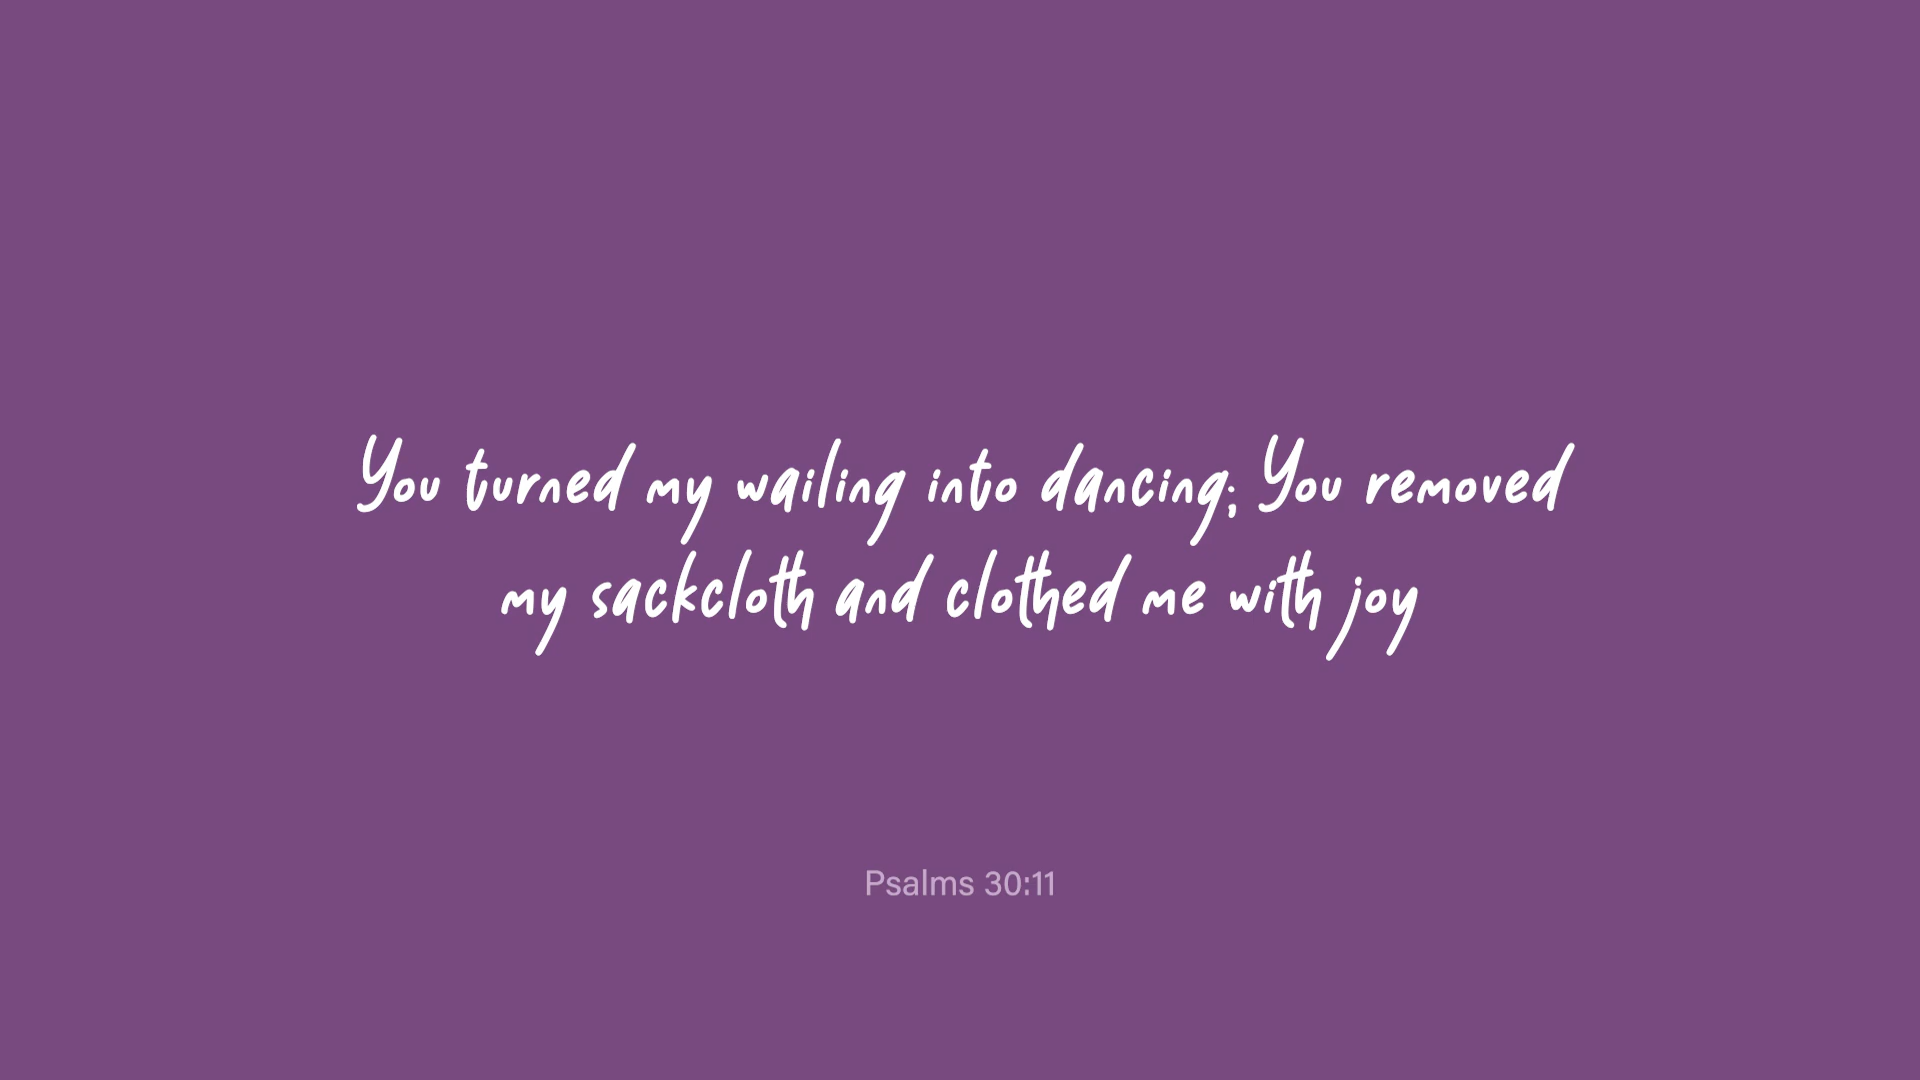 You turned my wailing into dancing; You removed
my sackcloth and clothed me with joy
Psalms 30:11